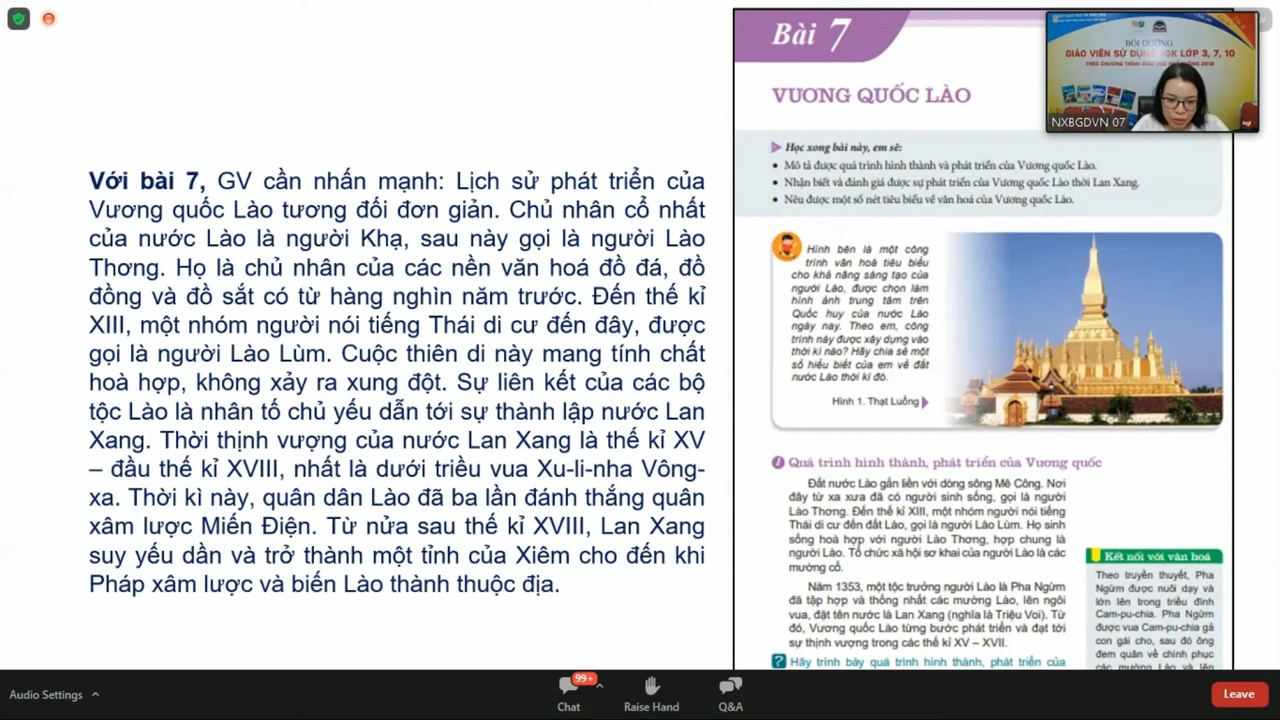 Với bài 7, GV cần nhấn mạnh: Lịch sử phát triển của
Vương quốc Lào tương đối đơn giản. Chủ nhân cổ nhất
của nước Lào là người Khạ, sau này gọi là người Lào
Thơng. Họ là chủ nhân của các nền văn hoá đồ đá, đồ
đồng và đồ sắt có từ hàng nghìn năm trước. Đến thế kỉ
XIII, một nhóm người nói tiếng Thái di cư đến đây, được
gọi là người Lào Lùm. Cuộc thiên di này mang tính chất
hoà hợp, không xảy ra xung đột. Sự liên kết của các bộ
tộc Lào là nhân tố chủ yếu dẫn tới sự thành lập nước Lan
Xang. Thời thịnh vượng của nước Lan Xang là thế kỉ XV
– đầu thế kỉ XVIII, nhất là dưới triều vua Xu-li-nha Vông-
xa. Thời kì này, quân dân Lào đã ba lần đánh thắng quân
xâm lược Miến Điện. Từ nửa sau thế kỉ XVIII, Lan Xang
suy yếu dần và trở thành một tỉnh của Xiêm cho đến khi
Pháp xâm lược và biến Lào thành thuộc địa.
Bài 7
VƯƠNG QUỐC LÀO
Học xong bài này, em sẽ:
• Mô tả được quá trình hình thành và phát triển của Vương quốc Lào.
• Nhận biết và đánh giá được sự phát triển của Vương quốc Lào thời Lan Xang.
• Nêu được một số nét tiêu biểu về văn hoá của Vương quốc Lào.
Hình bên là một công
trình văn hoá tiêu biểu
cho khả năng sáng tạo của
người Lào, được chọn làm
hình ảnh trung tâm trên
Quốc huy của nước Lào
ngày nay. Theo em, công
trình này được xây dựng vào
thời kì nào? Hãy chia sẻ một
số hiểu biết của em về đất
nước Lào thời kì đó.
Hình 1. Thạt Luổng
1 Quá trình hình thành, phát triển của Vương quốc
Đất nước Lào gắn liền với dòng sông Mê Công. Nơi
đây từ xa xưa đã có người sinh sống, gọi là người
Lào Thơng. Đến thế kỉ XIII, một nhóm người nói tiếng
Thái di cư đến đất Lào, gọi là người Lào Lùm. Họ sinh
sống hoà hợp với người Lào Thơng, hợp chung là
người Lào. Tổ chức xã hội sơ khai của người Lào là các
mường cổ.
Năm 1353, một tộc trưởng người Lào là Pha Ngừm
đã tập hợp và thống nhất các mường Lào, lên ngôi
vua, đặt tên nước là Lan Xang (nghĩa là Triệu Voi). Từ
đó, Vương quốc Lào từng bước phát triển và đạt tới
sự thịnh vượng trong các thế kỉ XV – XVII.
? Hãy trình bày quá trình hình thành, phát triển của
Kết nối với văn hoá
Theo truyền thuyết, Pha
Ngừm được nuôi dạy và
lớn lên trong triều đình
Cam-pu-chia. Pha Ngừm
được vua Cam-pu-chia gả
con gái cho, sau đó ông
đem quân về chinh phục
các mường Lào và lên
BỒI DƯỠNG
GIÁO VIÊN SỬ DỤNG SGK LỚP 3, 7, 10
NXBGDVN 07
Audio Settings
99+
Chat
Raise Hand
Q&A
Leave